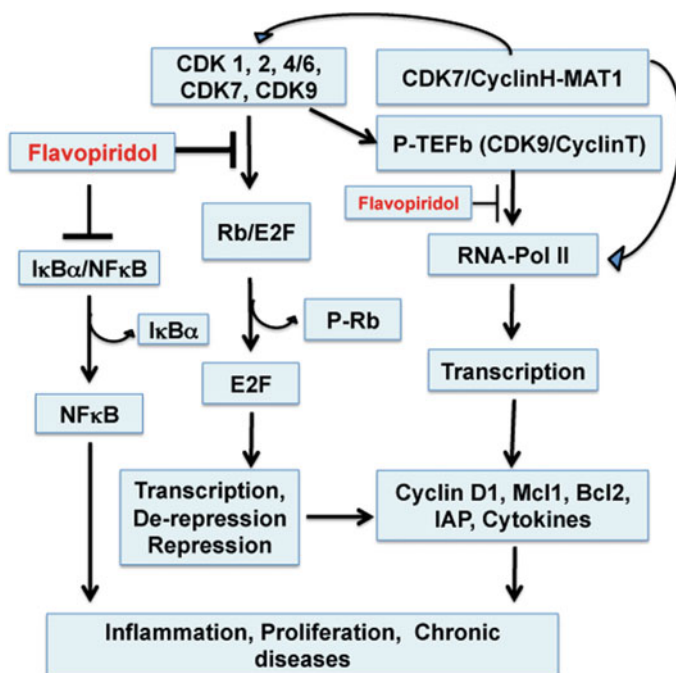 CDK 1, 2, 4/6,
CDK7, CDK9
CDK7/CyclinH-MAT1
Flavopiridol
P-TEFb (CDK9/CyclinT)
Flavopiridol
Rb/E2F
RNA-Pol II
IκBα/NFκB
IκBα
P-Rb
E2F
Transcription
NFκB
Transcription,
De-repression
Repression
Cyclin D1, Mcl1, Bcl2,
IAP, Cytokines
Inflammation, Proliferation, Chronic
diseases